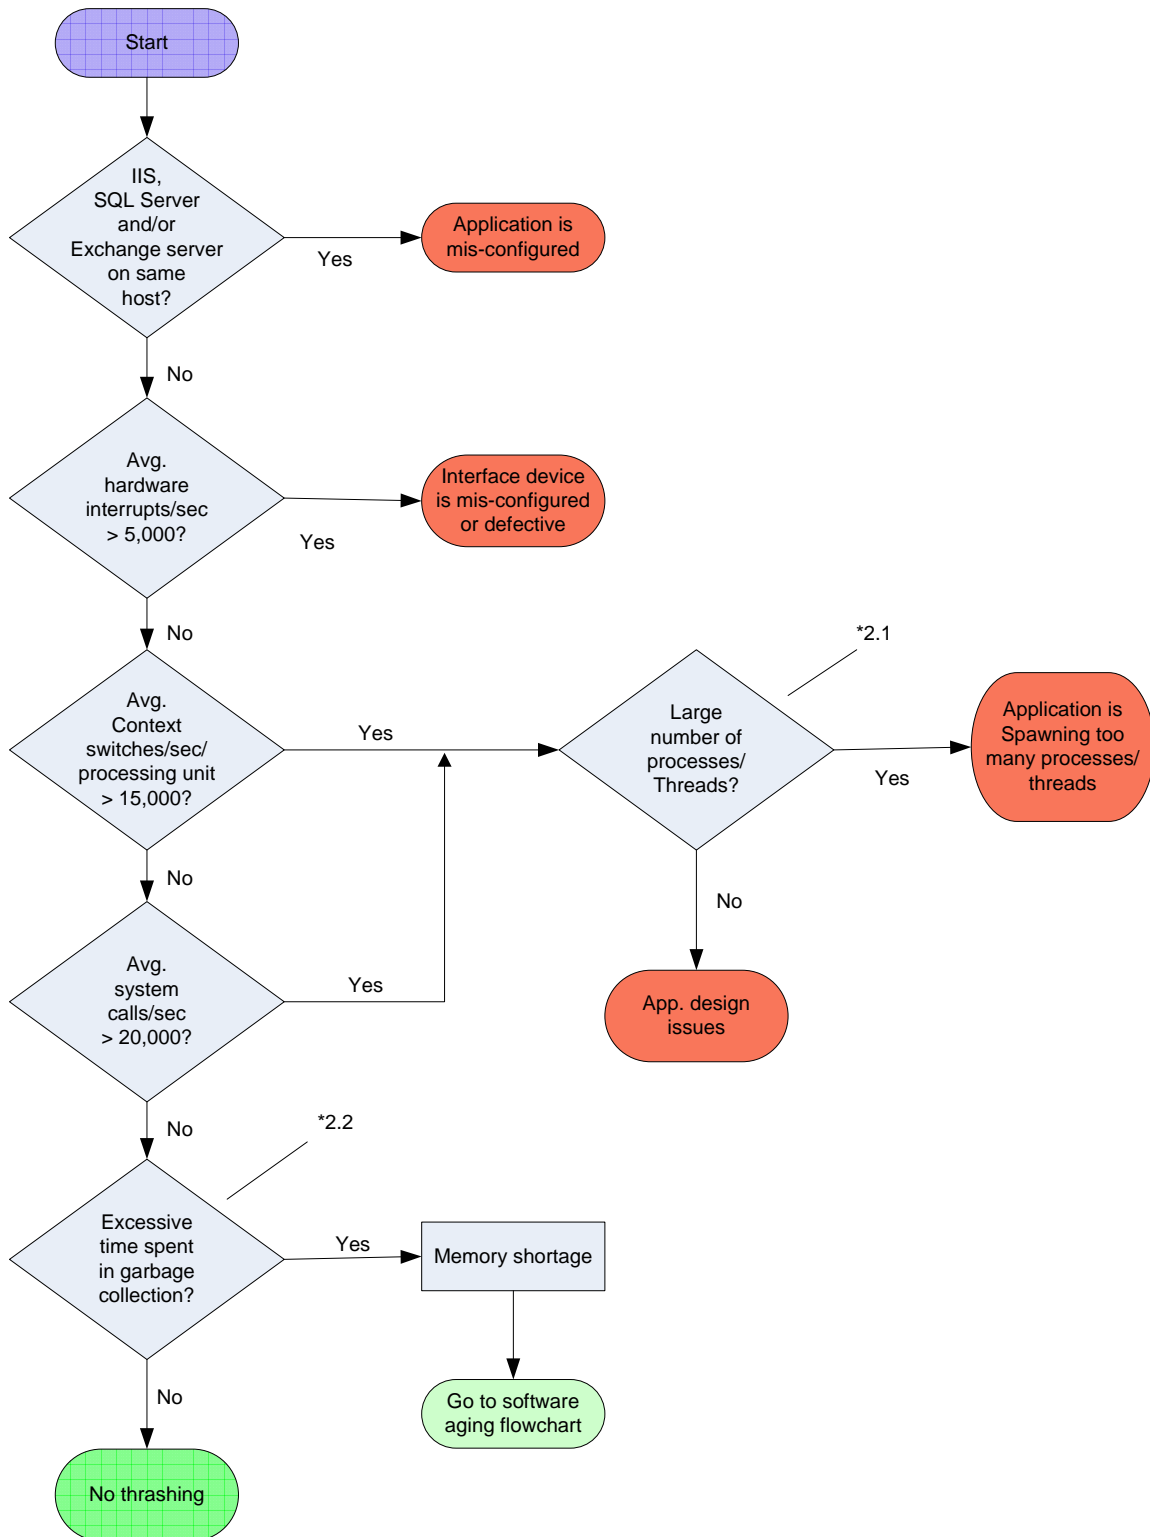 Start
IIS,
SQL Server
and/or
Exchange server
on same
host?
Yes
Application is
mis-configured
No
Avg.
hardware
interrupts/sec
> 5,000?
Yes
Interface device
is mis-configured
or defective
No
Avg.
Context
switches/sec/
processing unit
> 15,000?
Yes
*2.1
Large
number of
processes/
Threads?
Yes
Application is
Spawning too
many processes/
threads
No
App. design
issues
No
Avg.
system
calls/sec
> 20,000?
Yes
No
*2.2
Excessive
time spent
in garbage
collection?
Yes
Memory shortage
Go to software
aging flowchart
No
No thrashing